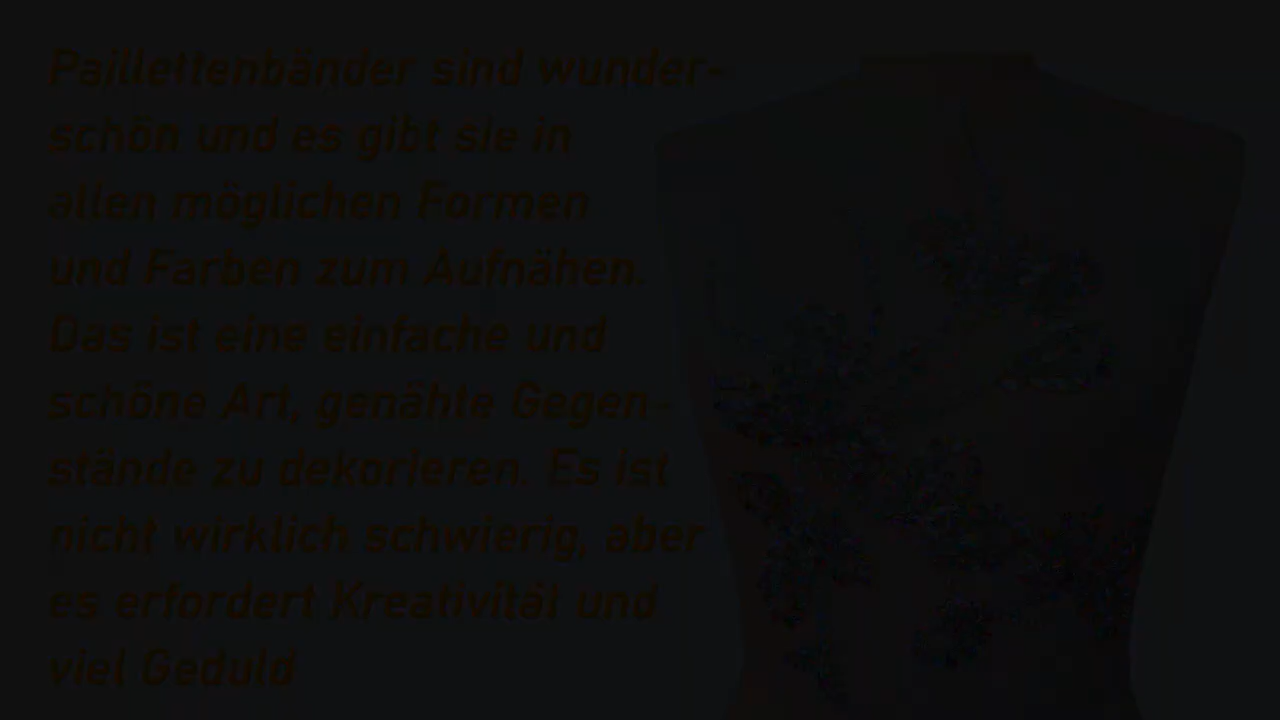 Paillettenbänder sind wunder-
schön und es gibt sie in
allen möglichen Formen
und Farben zum Aufnähen.
Das ist eine einfache und
schöne Art, genähte Gegen-
stände zu dekorieren. Es ist
nicht wirklich schwierig, aber
es erfordert Kreativität und
viel Geduld